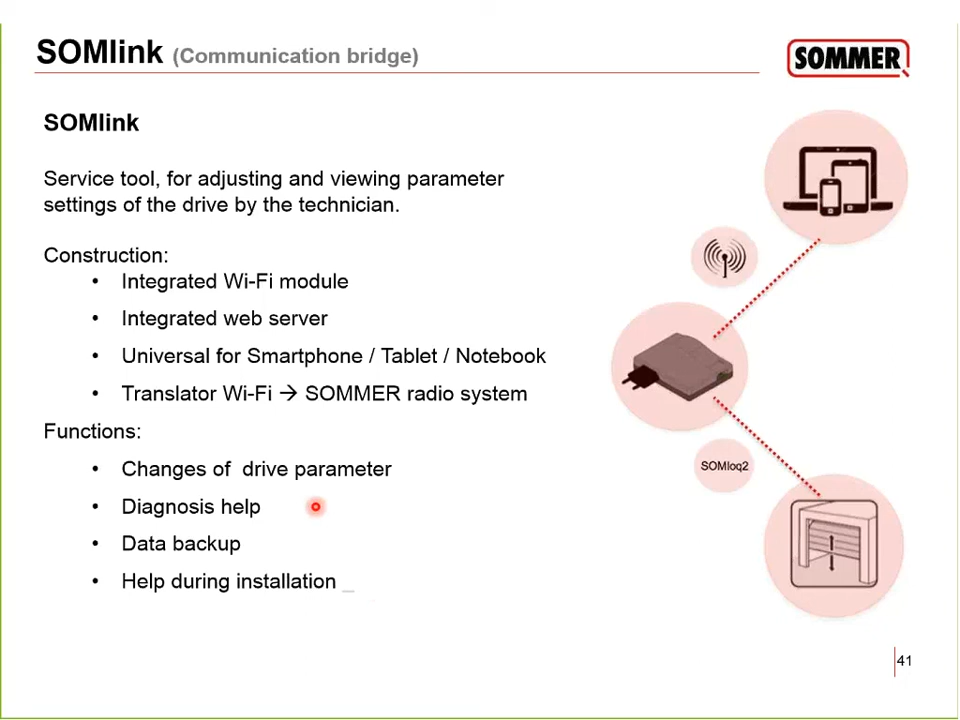 SOMlink (Communication bridge)
SOMMER
SOMlink
Service tool, for adjusting and viewing parameter
settings of the drive by the technician.
Construction:
• Integrated Wi-Fi module
• Integrated web server
• Universal for Smartphone / Tablet / Notebook
• Translator Wi-Fi → SOMMER radio system
Functions:
• Changes of drive parameter
• Diagnosis help
• Data backup
• Help during installation _
SOMloq2
41